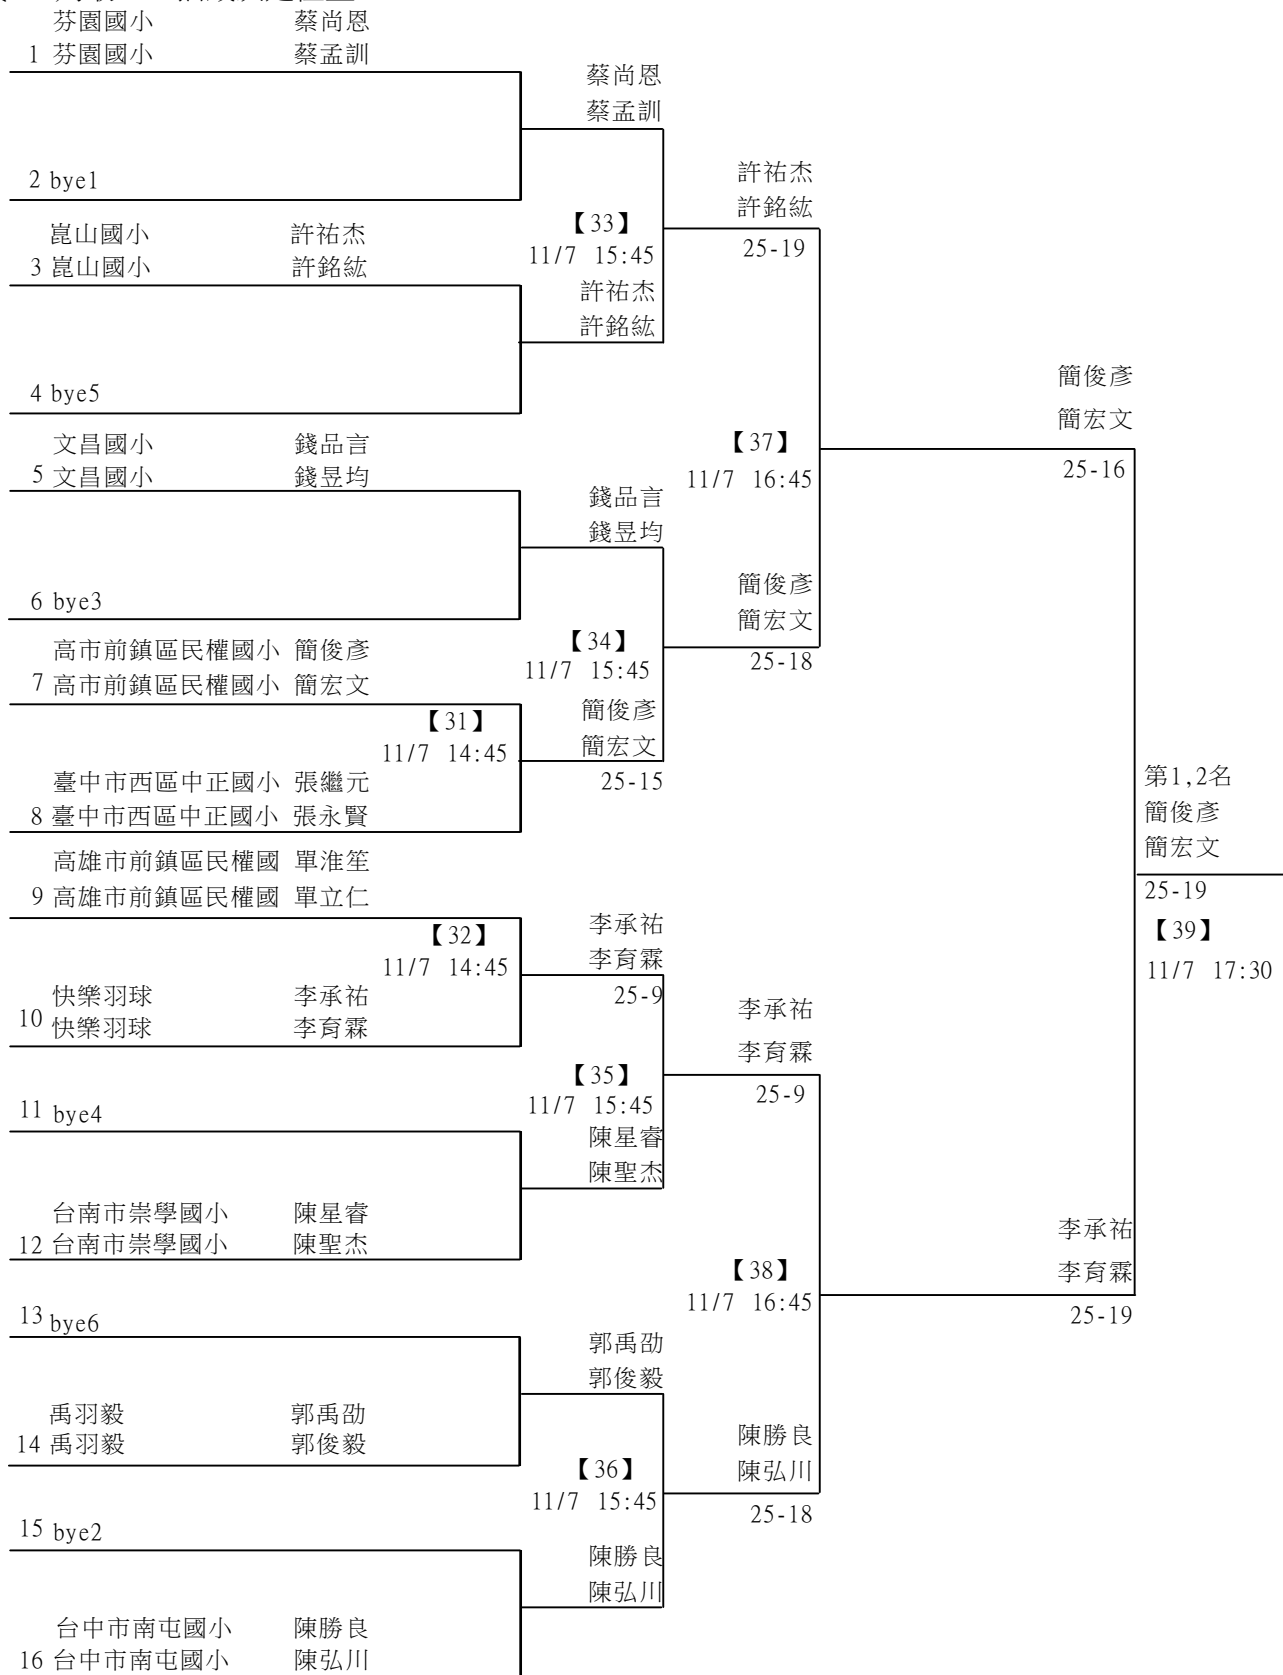 芬園國小 蔡尚恩
1 芬園國小 蔡孟訓
蔡尚恩
蔡孟訓
2 bye1
許祐杰
許銘紘
25-19
【33】
11/7 15:45
崑山國小 許祐杰
3 崑山國小 許銘紘
許祐杰
許銘紘
4 bye5
簡俊彥
簡宏文
25-16
【37】
11/7 16:45
文昌國小 錢品言
5 文昌國小 錢昱均
錢品言
錢昱均
6 bye3
簡俊彥
簡宏文
25-18
【34】
11/7 15:45
高市前鎮區民權國小 簡俊彥
7 高市前鎮區民權國小 簡宏文
【31】
11/7 14:45
簡俊彥
簡宏文
25-15
臺中市西區中正國小 張繼元
8 臺中市西區中正國小 張永賢
第1,2名
簡俊彥
簡宏文
25-19
【39】
11/7 17:30
高雄市前鎮區民權國 單淮笙
9 高雄市前鎮區民權國 單立仁
【32】
11/7 14:45
李承祐
李育霖
25-9
快樂羽球 李承祐
10 快樂羽球 李育霖
李承祐
李育霖
25-9
【35】
11/7 15:45
11 bye4
陳星睿
陳聖杰
台南市崇學國小 陳星睿
12 台南市崇學國小 陳聖杰
李承祐
李育霖
25-19
【38】
11/7 16:45
13 bye6
郭禹劭
郭俊毅
禹羽毅 郭禹劭
14 禹羽毅 郭俊毅
陳勝良
陳弘川
25-18
【36】
11/7 15:45
15 bye2
陳勝良
陳弘川
台中市南屯國小 陳勝良
16 台中市南屯國小 陳弘川